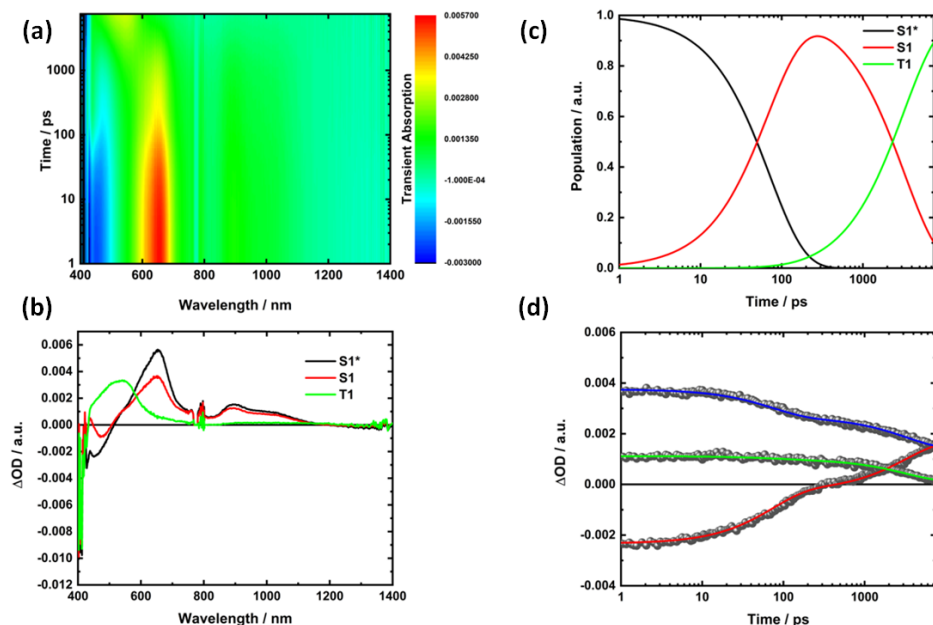 (a)
1000
100
10
1
Time / ps
400 600 800 1000 1200 1400
Wavelength / nm
Transient Absorption
0.005700
0.004250
0.002800
0.001350
-1.000E-04
-0.001550
-0.003000
(c)
1.0
0.8
0.6
0.4
0.2
0.0
Population / a.u.
S1*
S1
T1
1 10 100 1000
Time / ps
(b)
0.006
0.004
0.002
0.000
-0.002
-0.004
-0.006
-0.008
-0.010
-0.012
ΔOD / a.u.
S1*
S1
T1
400 600 800 1000 1200 1400
Wavelength / nm
(d)
0.006
0.004
0.002
0.000
-0.002
-0.004
ΔOD / a.u.
1 10 100 1000
Time / ps